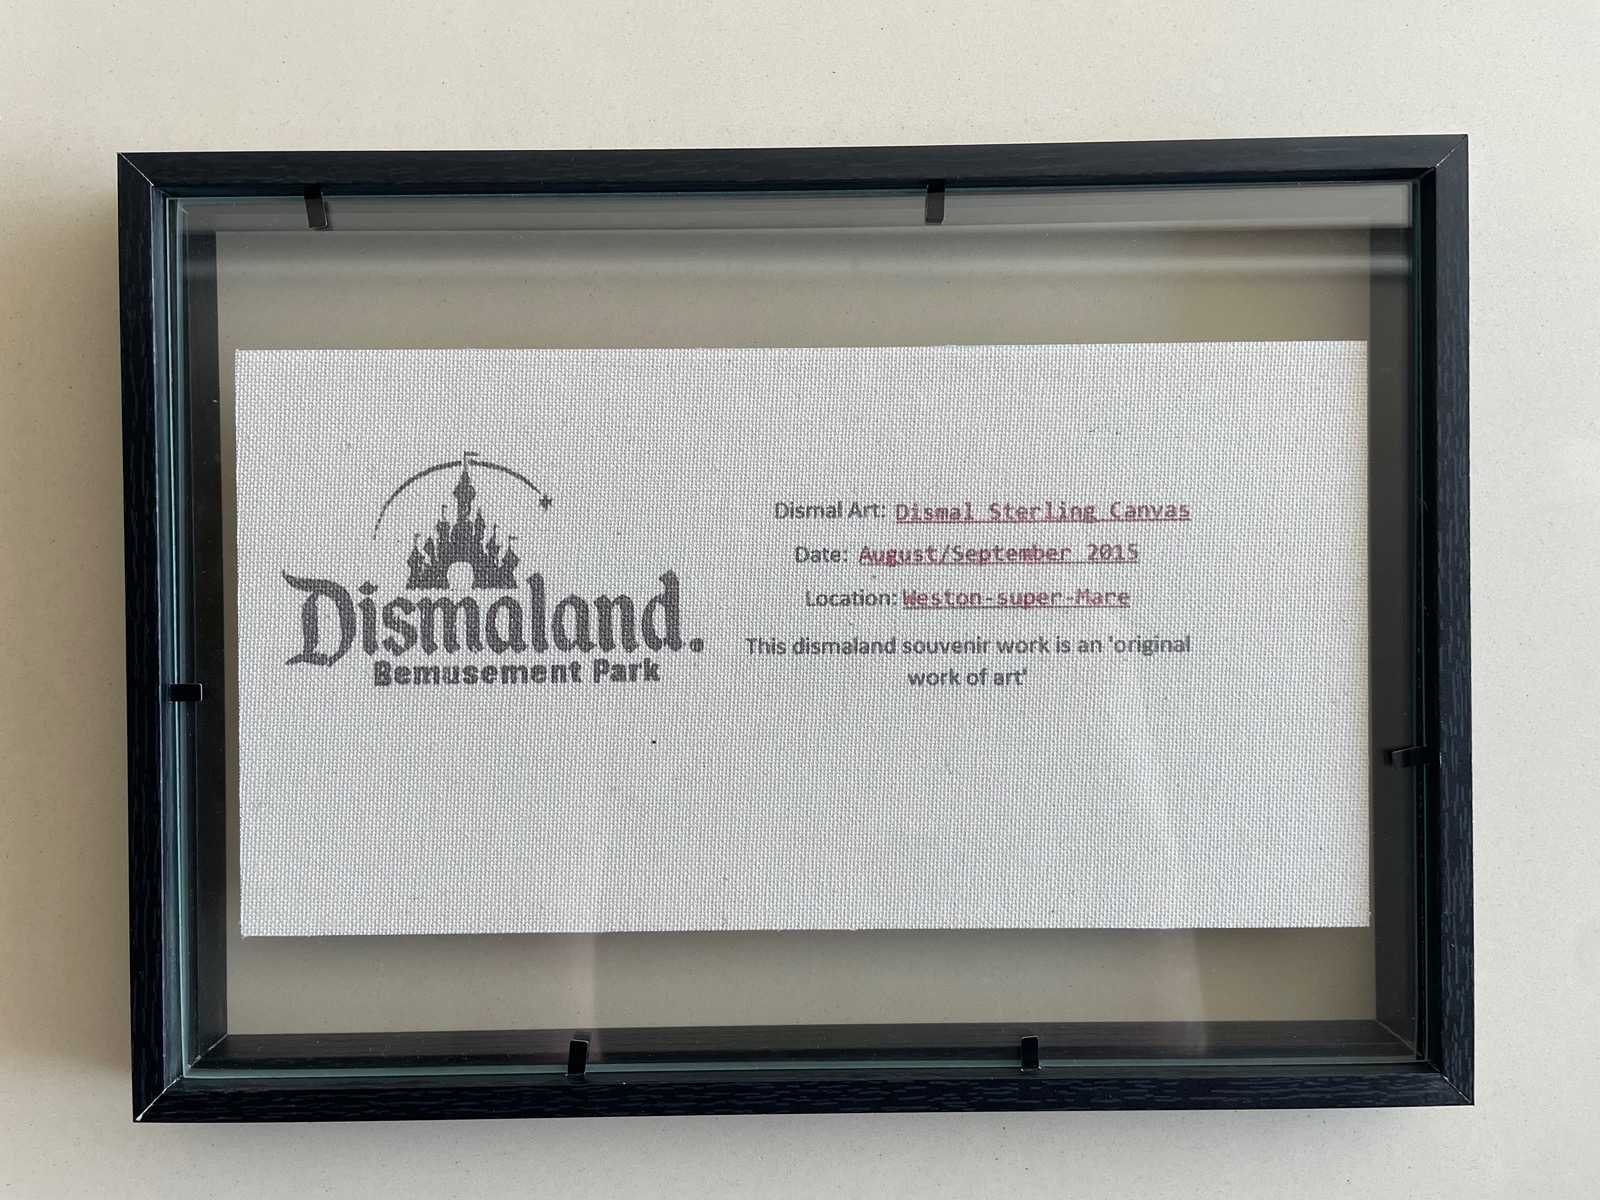 Dismaland®
Bemusement Park
Dismal Art: Dismal Sterling Canvas
Date: August/September 2015
Location: Weston-super-Mare
This dismaland souvenir work is an 'original
work of art'